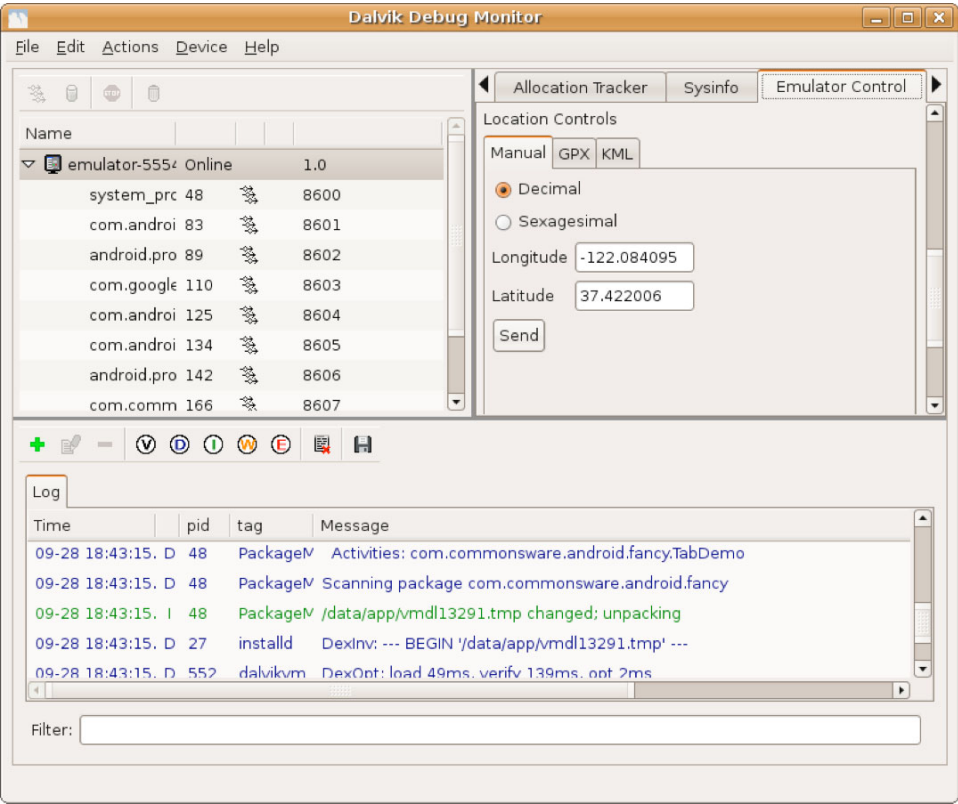 Dalvik Debug Monitor
File Edit Actions Device Help
Allocation Tracker Sysinfo Emulator Control
Name
emulator-5554 Online 1.0
system_prc 48 8600
com.androi 83 8601
android.pro 89 8602
com.google 110 8603
com.androi 125 8604
com.androi 134 8605
android.pro 142 8606
com.comm 166 8607
Location Controls
Manual GPX KML
Decimal
Sexagesimal
Longitude -122.084095
Latitude 37.422006
Send
V D I W E
Log
Time pid tag Message
09-28 18:43:15. D 48 PackageM Activities: com.commonsware.android.fancy.TabDemo
09-28 18:43:15. D 48 PackageM Scanning package com.commonsware.android.fancy
09-28 18:43:15. I 48 PackageM /data/app/vmdl13291.tmp changed; unpacking
09-28 18:43:15. D 27 installd DexInv: --- BEGIN '/data/app/vmdl13291.tmp' ---
09-28 18:43:15. D 552 dalvikvm DexOpt: load 49ms, verify 139ms, opt 2ms
Filter: